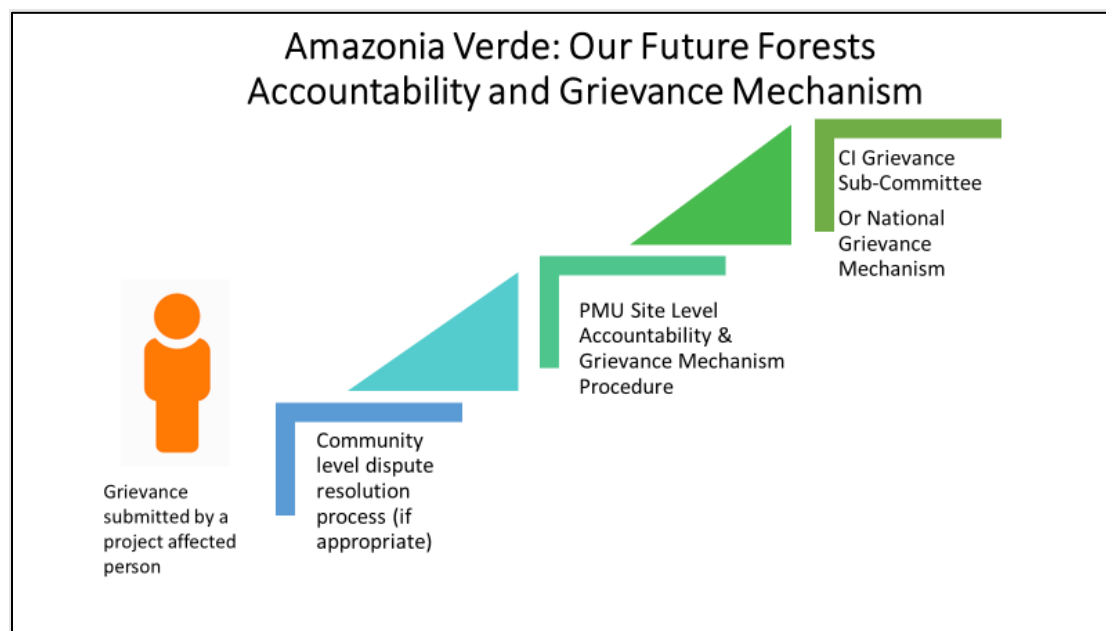 Amazonia Verde: Our Future Forests
Accountability and Grievance Mechanism
Grievance
submitted by a
project affected
person
Community
level dispute
resolution
process (if
appropriate)
PMU Site Level
Accountability &
Grievance Mechanism
Procedure
CI Grievance
Sub-Committee
Or National
Grievance
Mechanism